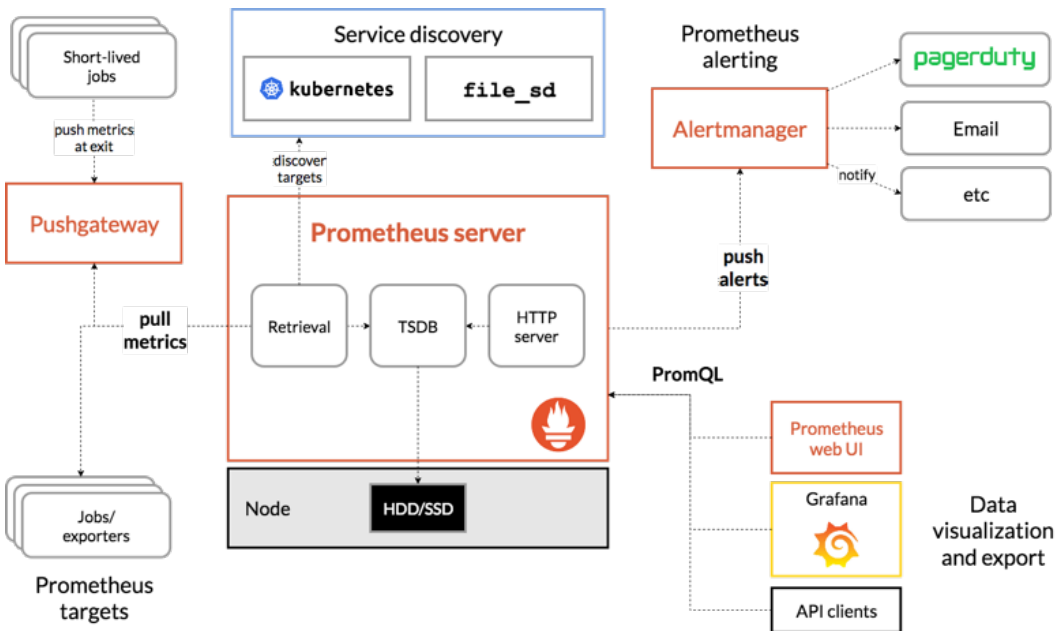 Short-lived
jobs
push metrics
at exit
Pushgateway
Service discovery
kubernetes
file_sd
discover
targets
Prometheus
alerting
Alertmanager
pagerduty
Email
notify
etc
Prometheus server
Retrieval
TSDB
HTTP
server
pull
metrics
push
alerts
PromQL
Node
HDD/SSD
Jobs/
exporters
Prometheus
targets
Prometheus
web UI
Grafana
API clients
Data
visualization
and export